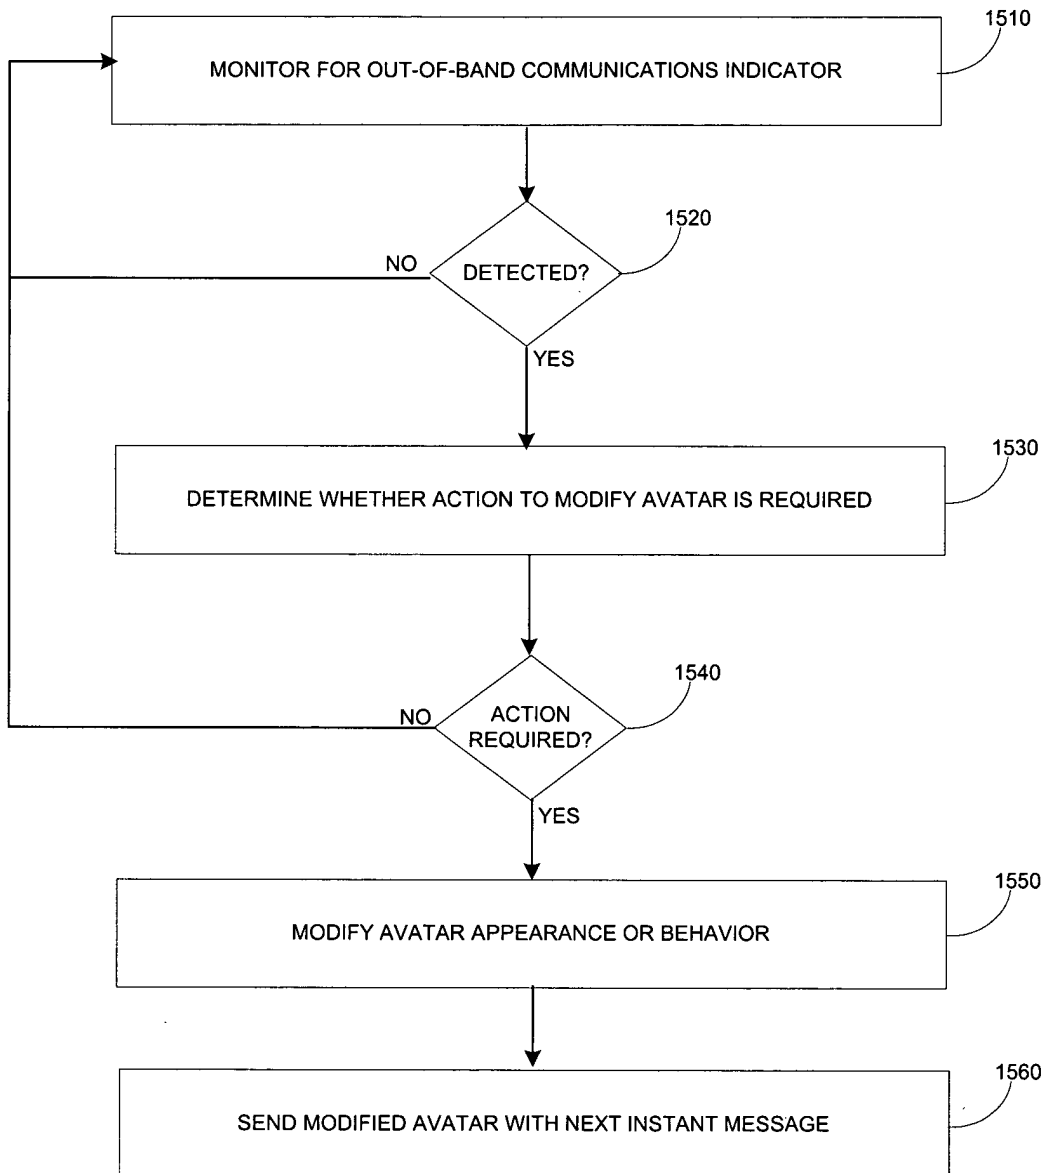 1510
MONITOR FOR OUT-OF-BAND COMMUNICATIONS INDICATOR
1520
NO
DETECTED?
YES
1530
DETERMINE WHETHER ACTION TO MODIFY AVATAR IS REQUIRED
1540
NO
ACTION
REQUIRED?
YES
1550
MODIFY AVATAR APPEARANCE OR BEHAVIOR
1560
SEND MODIFIED AVATAR WITH NEXT INSTANT MESSAGE